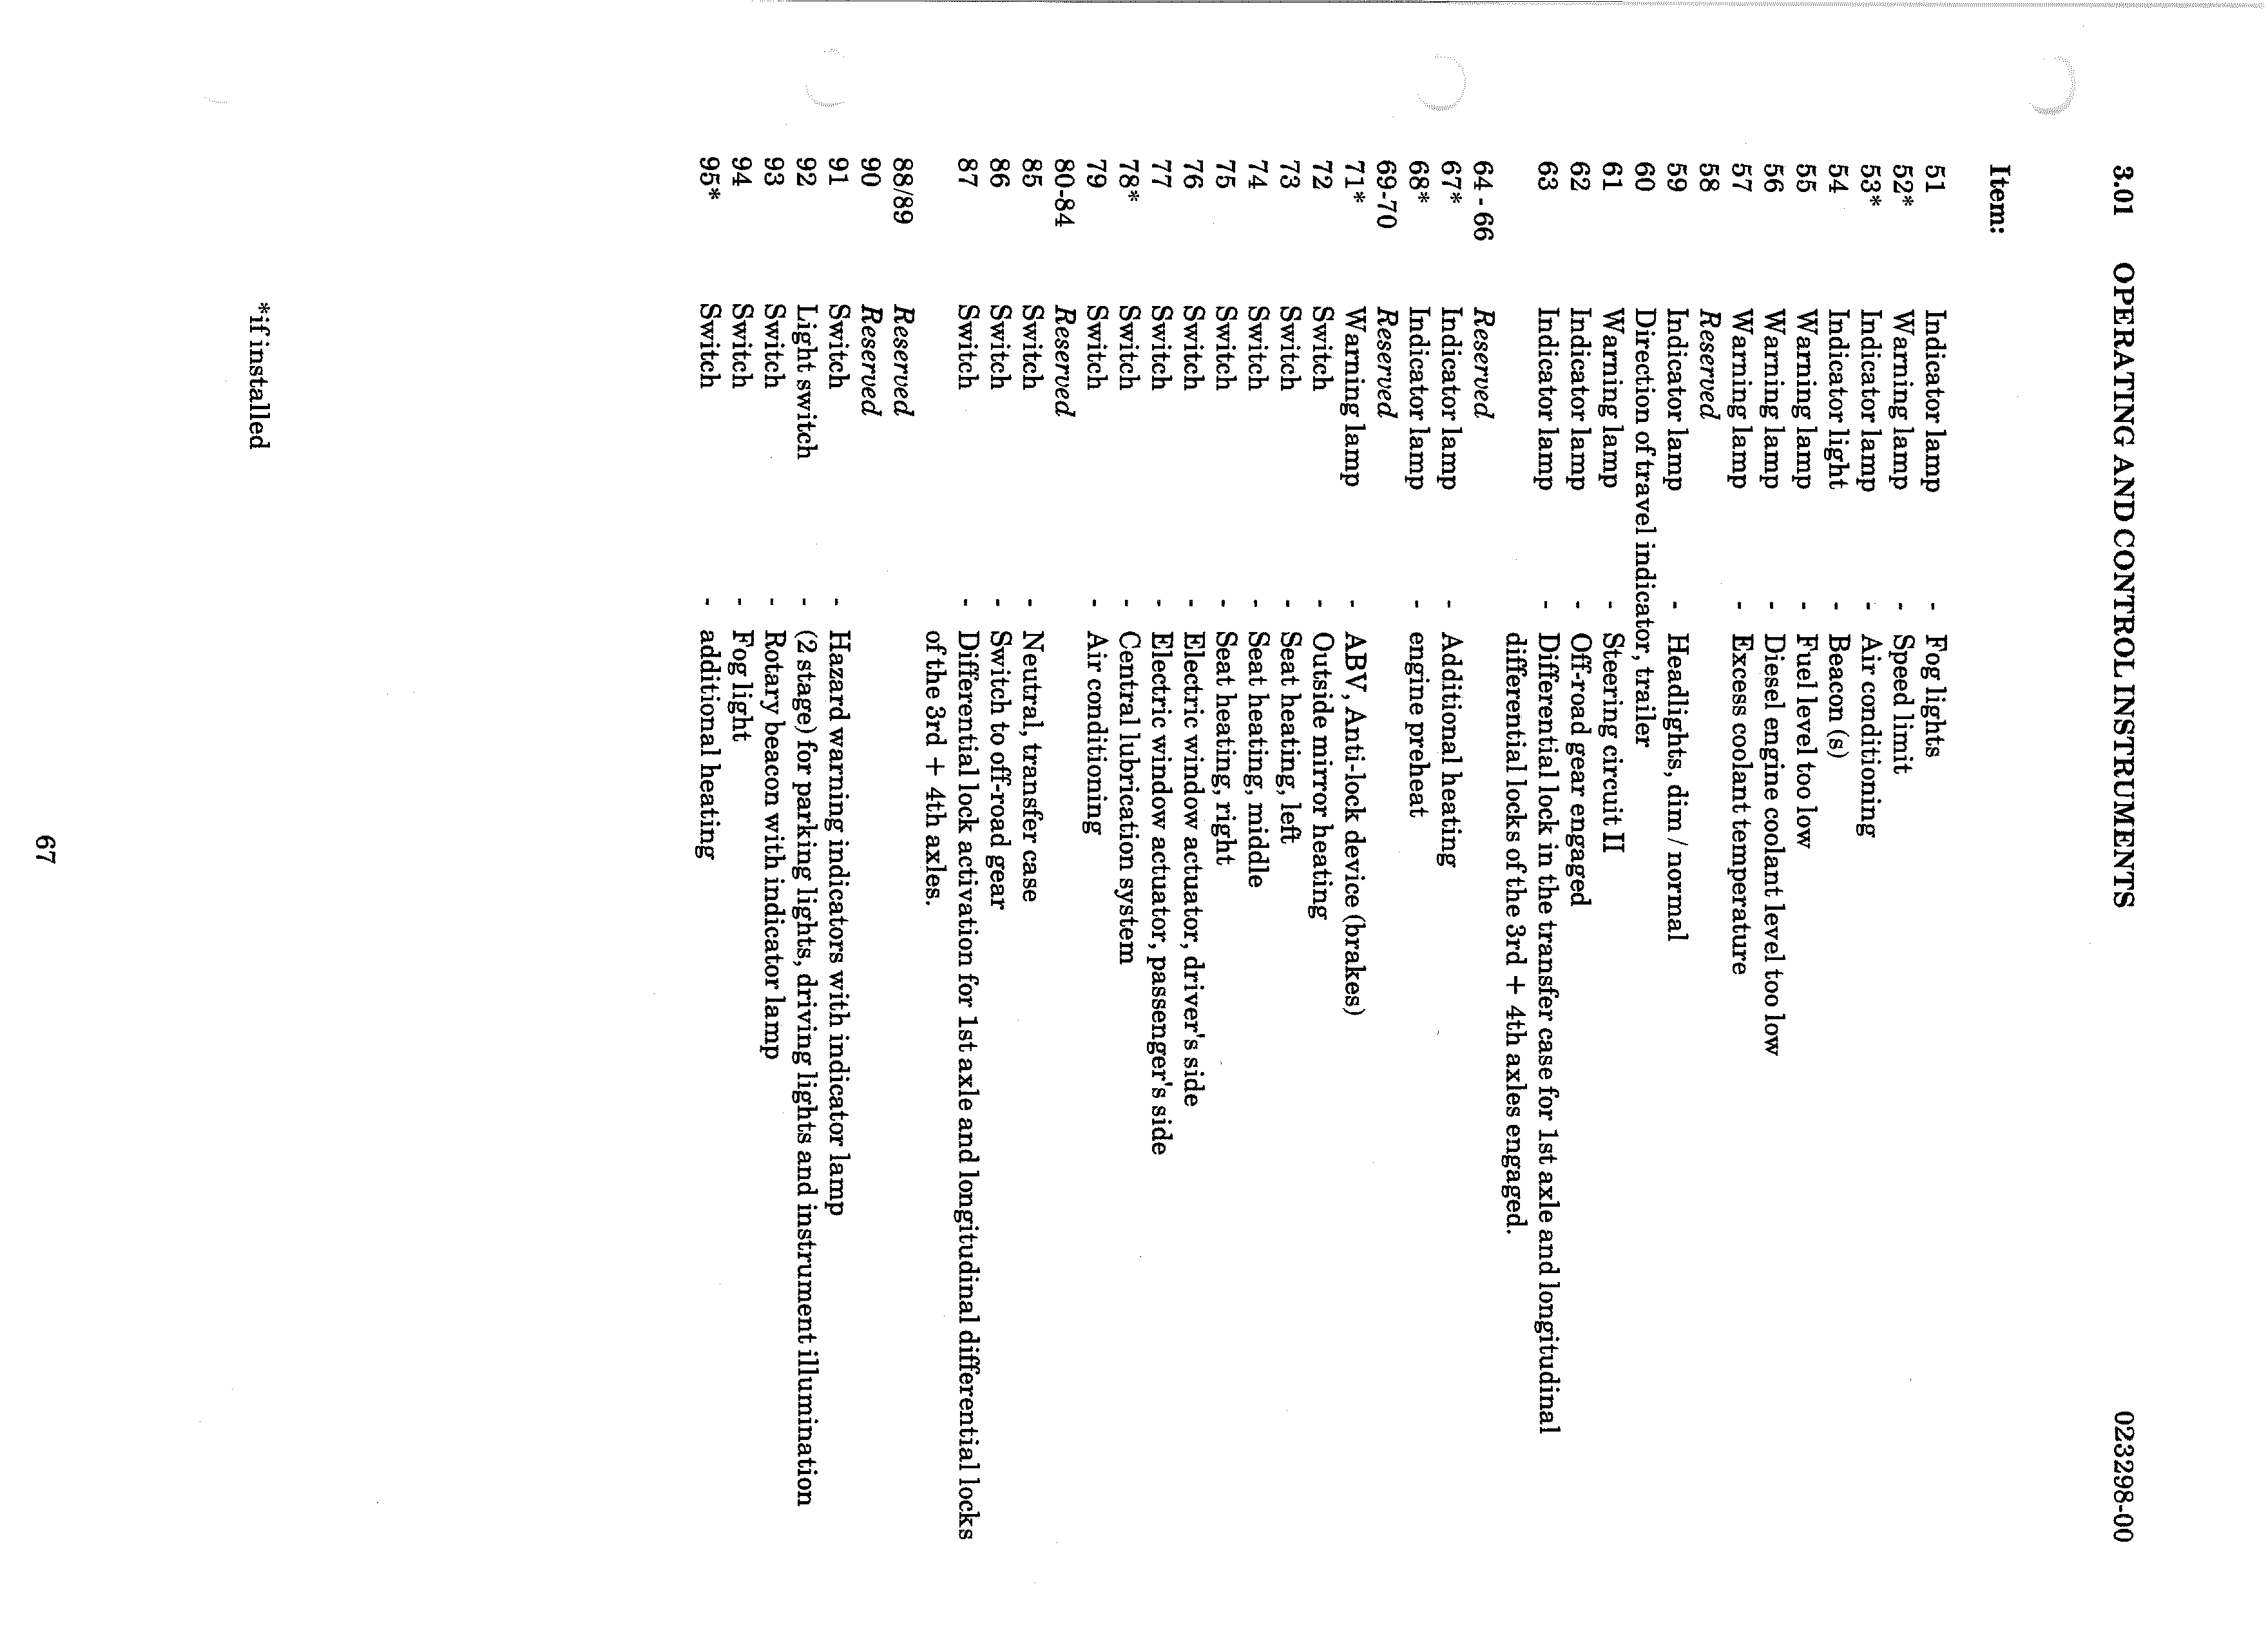 3.01 OPERATING AND CONTROL INSTRUMENTS 023298-00
Item:
51 Indicator lamp - Fog lights
52* Warning lamp - Speed limit
53* Indicator lamp - Air conditioning
54 Indicator light - Beacon (s)
55 Warning lamp - Fuel level too low
56 Warning lamp - Diesel engine coolant level too low
57 Warning lamp - Excess coolant temperature
58 Reserved
59 Indicator lamp - Headlights, dim / normal
60 Direction of travel indicator, trailer
61 Warning lamp - Steering circuit II
62 Indicator lamp - Off-road gear engaged
63 Indicator lamp - Differential lock in the transfer case for 1st axle and longitudinal
differential locks of the 3rd + 4th axles engaged.
64 - 66 Reserved
67* Indicator lamp - Additional heating
68* Indicator lamp - engine preheat
69-70 Reserved
71* Warning lamp - ABV, Anti-lock device (brakes)
72 Switch - Outside mirror heating
73 Switch - Seat heating, left
74 Switch - Seat heating, middle
75 Switch - Seat heating, right
76 Switch - Electric window actuator, driver's side
77 Switch - Electric window actuator, passenger's side
78* Switch - Central lubrication system
79 Switch - Air conditioning
80-84 Reserved
85 Switch - Neutral, transfer case
86 Switch - Switch to off-road gear
87 Switch - Differential lock activation for 1st axle and longitudinal differential locks
of the 3rd + 4th axles.
88/89 Reserved
90 Reserved
91 Switch - Hazard warning indicators with indicator lamp
92 Light switch - (2 stage) for parking lights, driving lights and instrument illumination
93 Switch - Rotary beacon with indicator lamp
94 Switch - Fog light
95* Switch - additional heating
*if installed
67